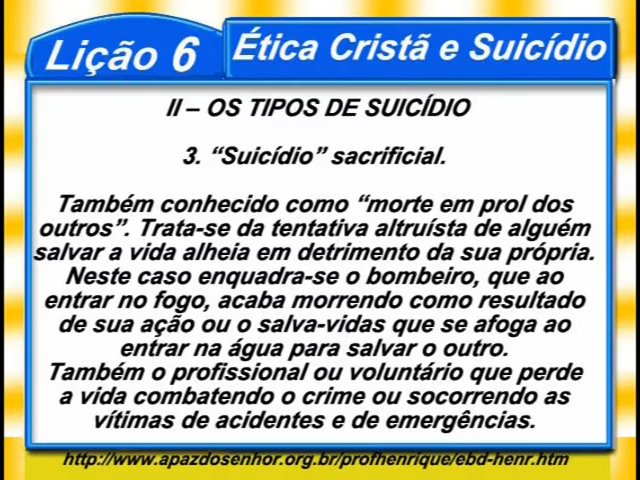 Lição 6
Ética Cristã e Suicídio
II – OS TIPOS DE SUICÍDIO
3. “Suicídio” sacrificial.
Também conhecido como “morte em prol dos
outros”. Trata-se da tentativa altruísta de alguém
salvar a vida alheia em detrimento da sua própria.
Neste caso enquadra-se o bombeiro, que ao
entrar no fogo, acaba morrendo como resultado
de sua ação ou o salva-vidas que se afoga ao
entrar na água para salvar o outro.
Também o profissional ou voluntário que perde
a vida combatendo o crime ou socorrendo as
vítimas de acidentes e de emergências.
http://www.apazdosenhor.org.br/profhenrique/ebd-henr.htm